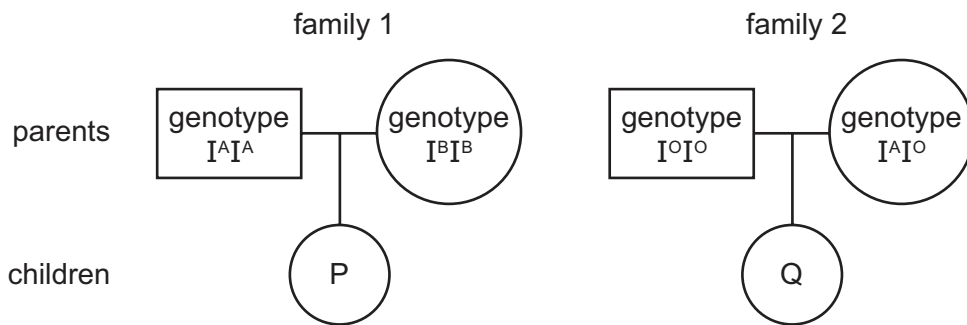 family 1
family 2
parents
genotype
IᴬIᴬ
genotype
IᴮIᴮ
genotype
IᴼIᴼ
genotype
IᴬIᴼ
children
P
Q